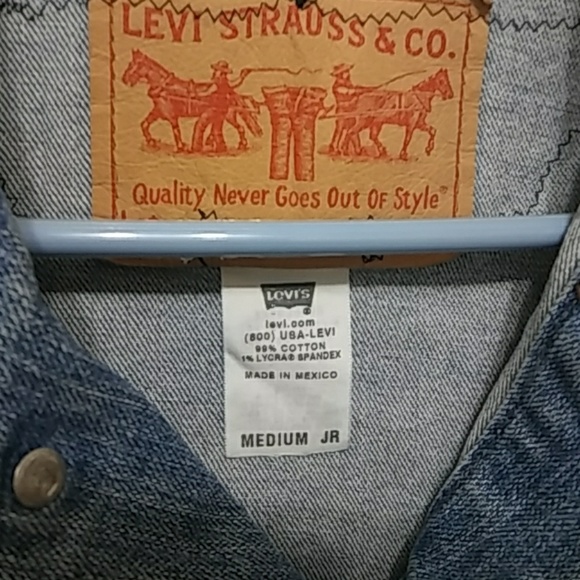 LEVI STRAUSS & CO.
Quality Never Goes Out Of Style®
Levi's
®
levi.com
(800) USA-LEVI
99% COTTON
1% LYCRA® SPANDEX
MADE IN MEXICO
MEDIUM JR